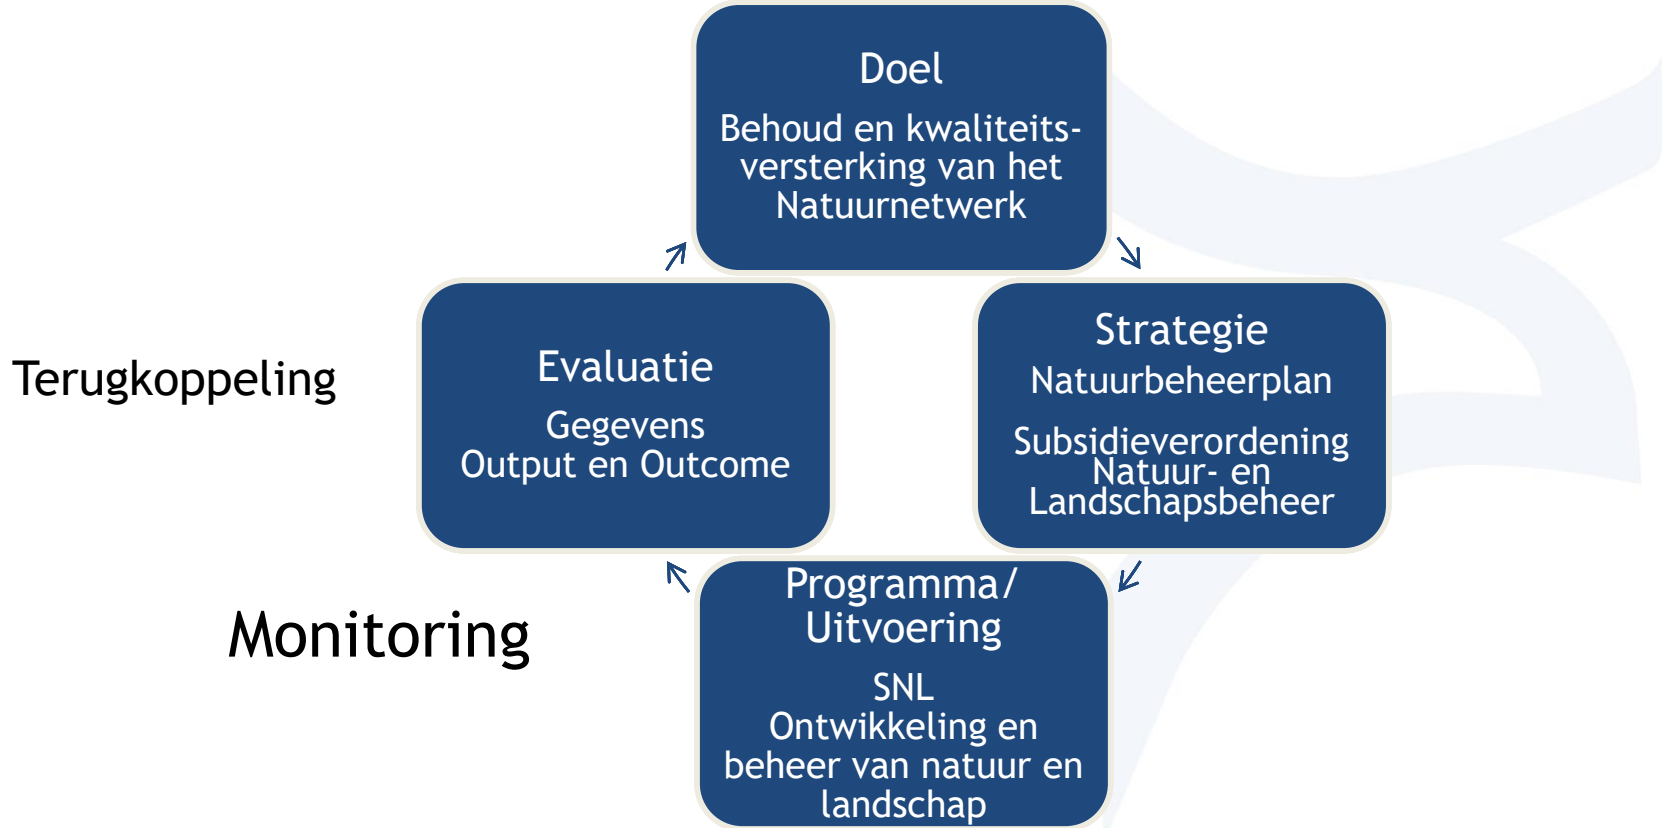 Doel
Behoud en kwaliteits-
versterking van het
Natuurnetwerk
Strategie
Natuurbeheerplan
Subsidieverordening
Natuur- en
Landschapsbeheer
Programma/
Uitvoering
SNL
Ontwikkeling en
beheer van natuur en
landschap
Evaluatie
Gegevens
Output en Outcome
Terugkoppeling
Monitoring